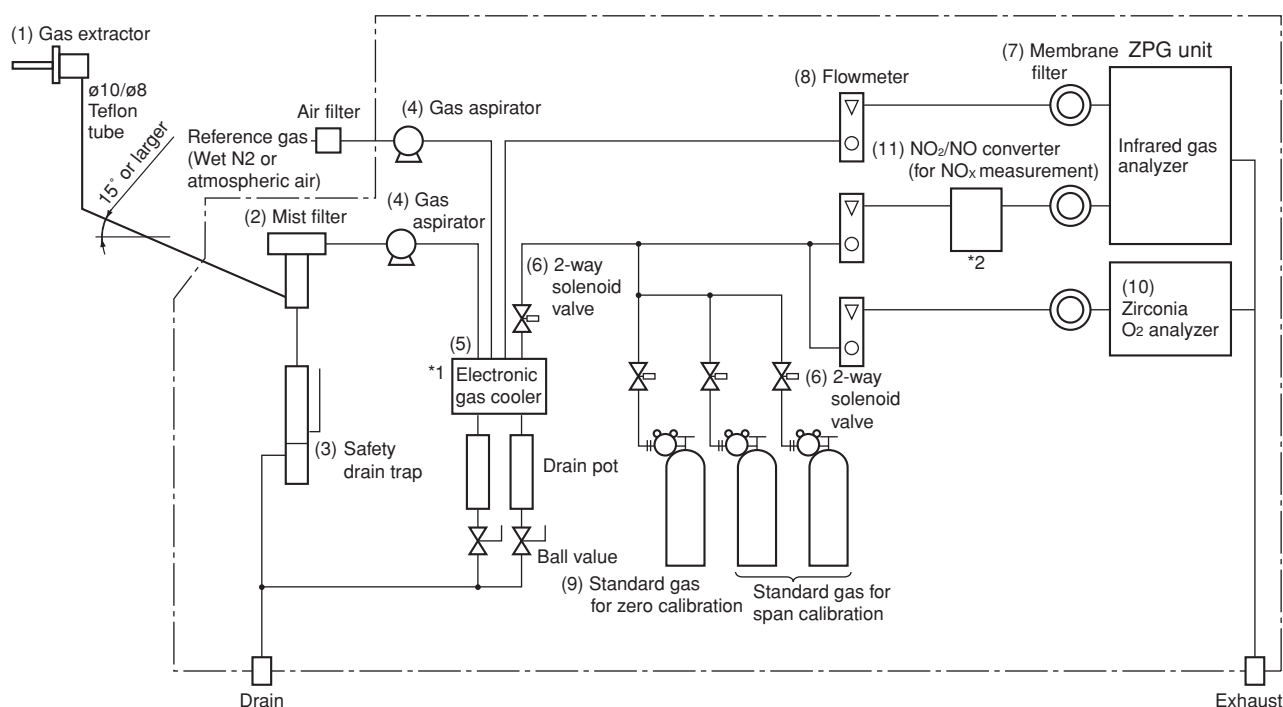 (1) Gas extractor
ø10/ø8
Teflon
tube
15° or larger
Air filter
Reference gas
(Wet N2 or
atmospheric air)
(4) Gas aspirator
(2) Mist filter
(4) Gas
aspirator
(6) 2-way
solenoid
valve
(5)
*1
Electronic
gas cooler
(3) Safety
drain trap
Drain pot
Ball value
Drain
(8) Flowmeter
(7) Membrane
filter
ZPG unit
Infrared gas
analyzer
(11) NO2/NO converter
(for NOx measurement)
*2
(10)
Zirconia
O2 analyzer
(6) 2-way
solenoid
valve
(9) Standard gas
for zero calibration
Standard gas for
span calibration
Exhaust